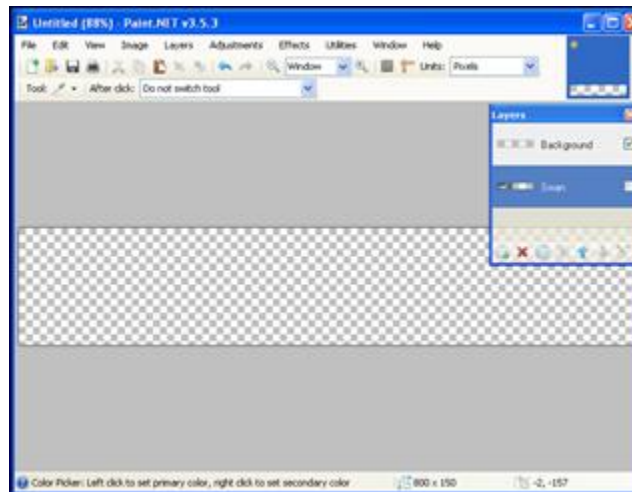 Untitled (88%) - Paint.NET v3.5.3
File Edit View Image Layers Adjustments Effects Utilities Window Help
Window Units: Pixels
Tool: After click: Do not switch tool
Layers
Background
Swan
Color Picker: Left click to set primary color, right click to set secondary color 800 x 150 -2, -157